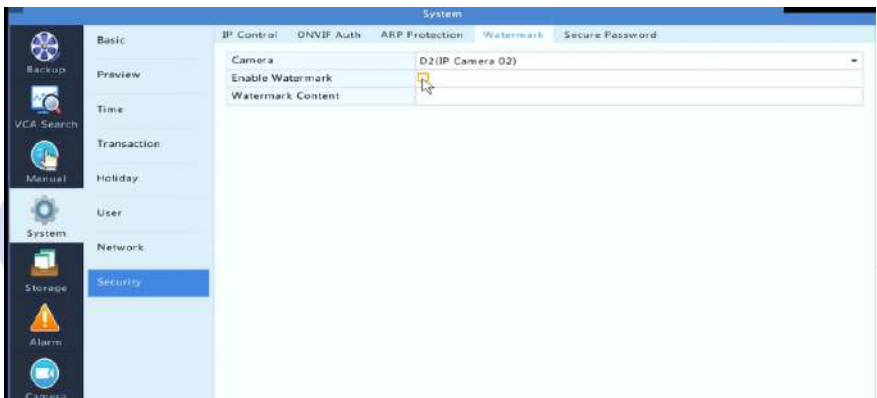 System
IP Control ONVIF Auth ARP Protection Watermark Secure Password
Backup
VCA Search
Manual
System
Storage
Alarm
Camera
Basic
Preview
Time
Transaction
Holiday
User
Network
Security
Camera D2(IP Camera 02)
Enable Watermark
Watermark Content